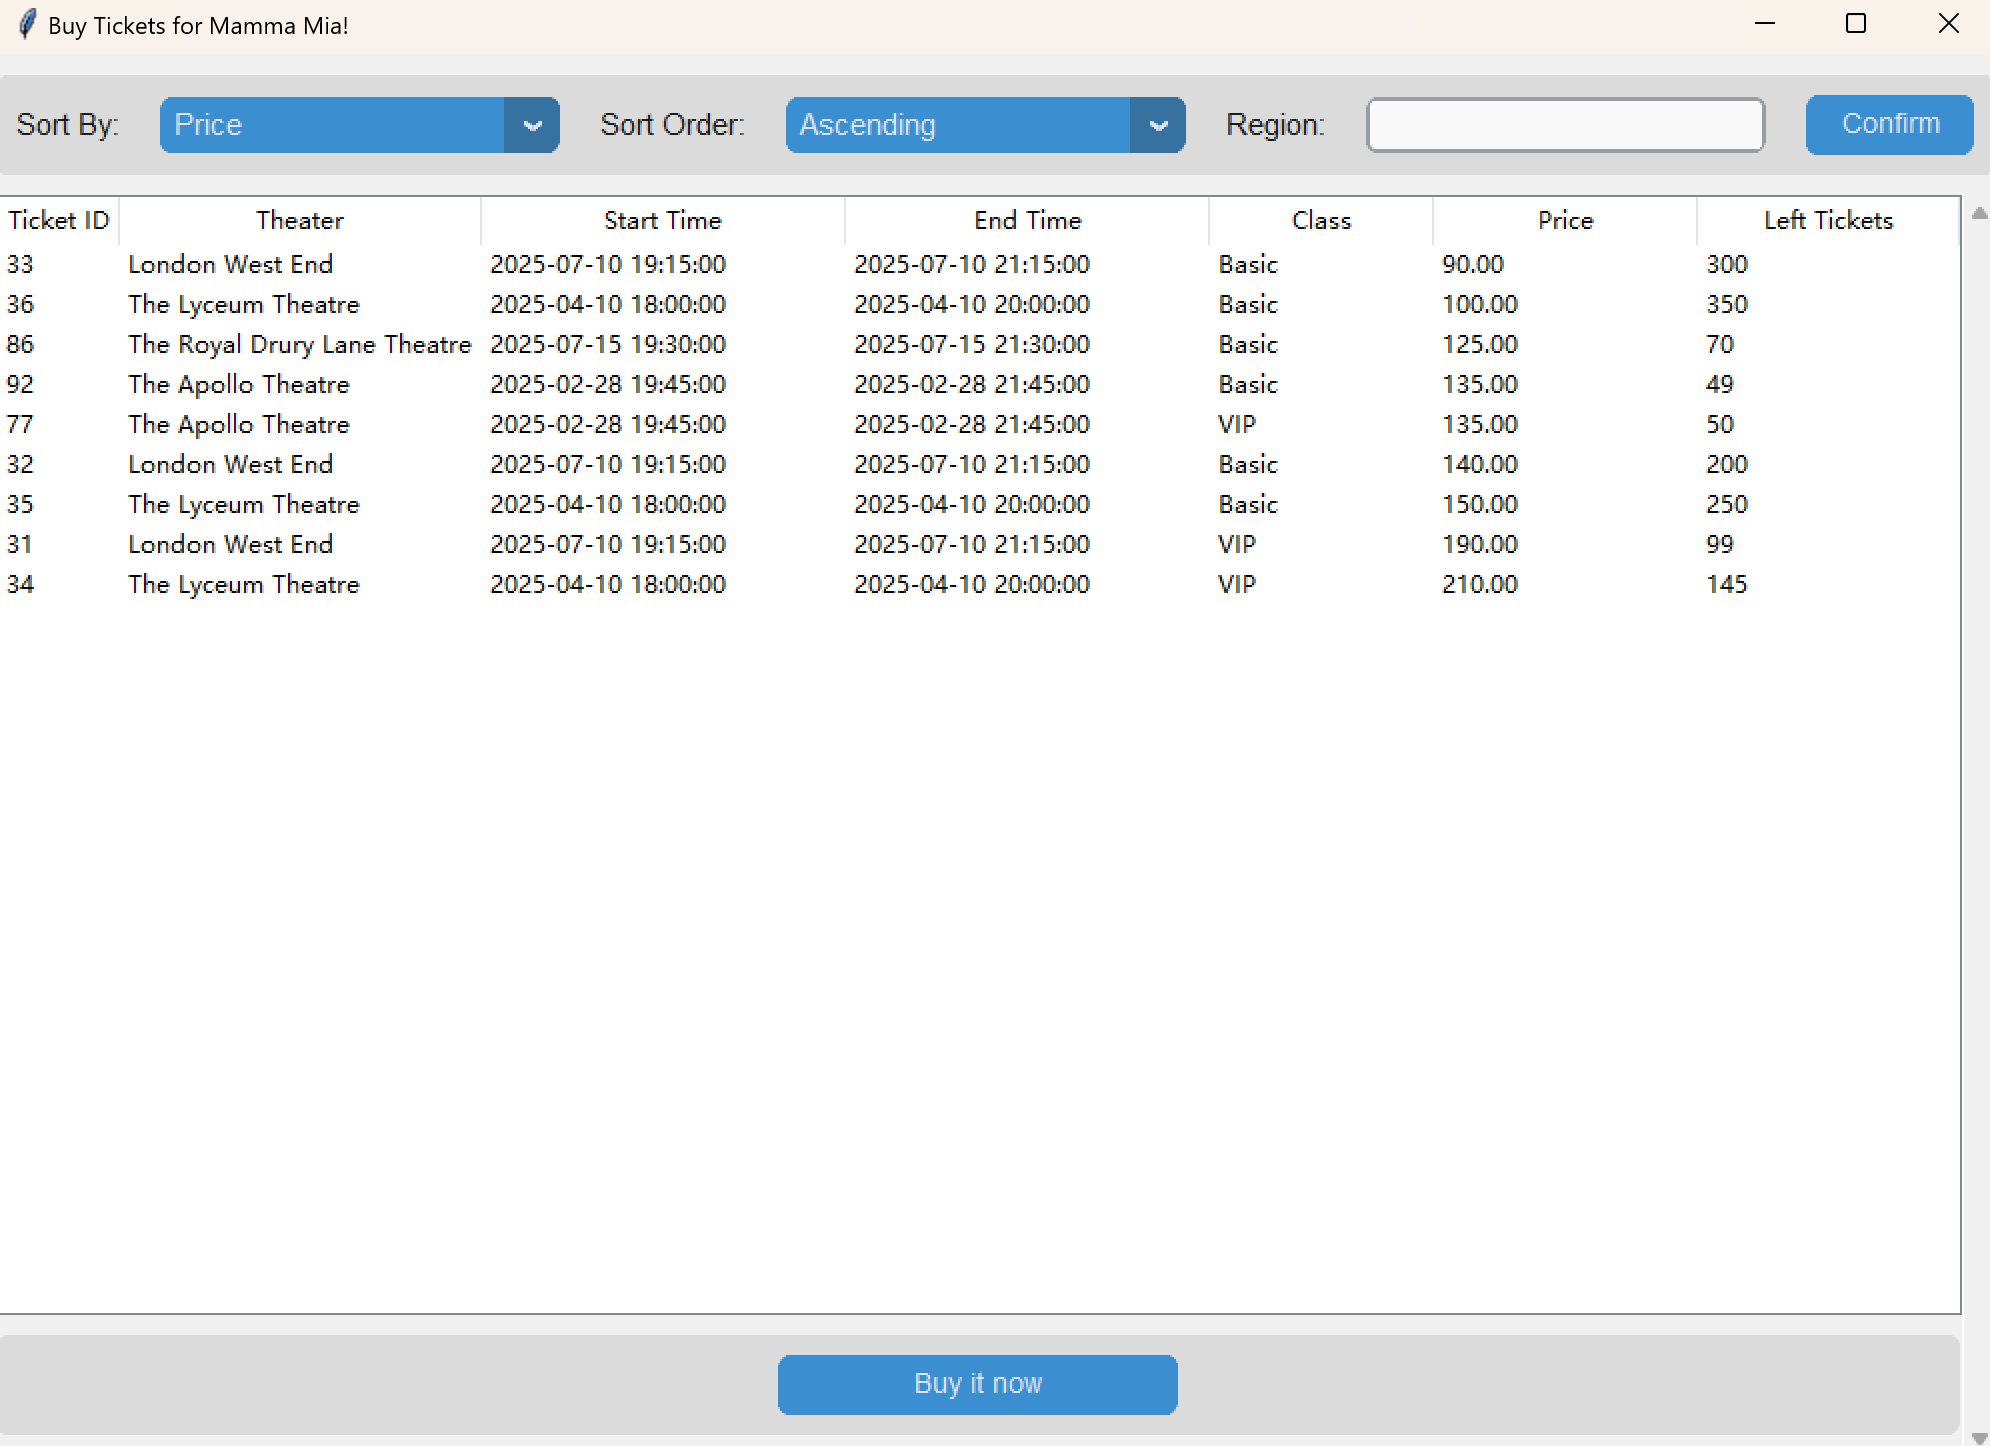 Buy Tickets for Mamma Mia!
Sort By: Price Sort Order: Ascending Region: Confirm
Ticket ID Theater Start Time End Time Class Price Left Tickets
33 London West End 2025-07-10 19:15:00 2025-07-10 21:15:00 Basic 90.00 300
36 The Lyceum Theatre 2025-04-10 18:00:00 2025-04-10 20:00:00 Basic 100.00 350
86 The Royal Drury Lane Theatre 2025-07-15 19:30:00 2025-07-15 21:30:00 Basic 125.00 70
92 The Apollo Theatre 2025-02-28 19:45:00 2025-02-28 21:45:00 Basic 135.00 49
77 The Apollo Theatre 2025-02-28 19:45:00 2025-02-28 21:45:00 VIP 135.00 50
32 London West End 2025-07-10 19:15:00 2025-07-10 21:15:00 Basic 140.00 200
35 The Lyceum Theatre 2025-04-10 18:00:00 2025-04-10 20:00:00 Basic 150.00 250
31 London West End 2025-07-10 19:15:00 2025-07-10 21:15:00 VIP 190.00 99
34 The Lyceum Theatre 2025-04-10 18:00:00 2025-04-10 20:00:00 VIP 210.00 145
Buy it now